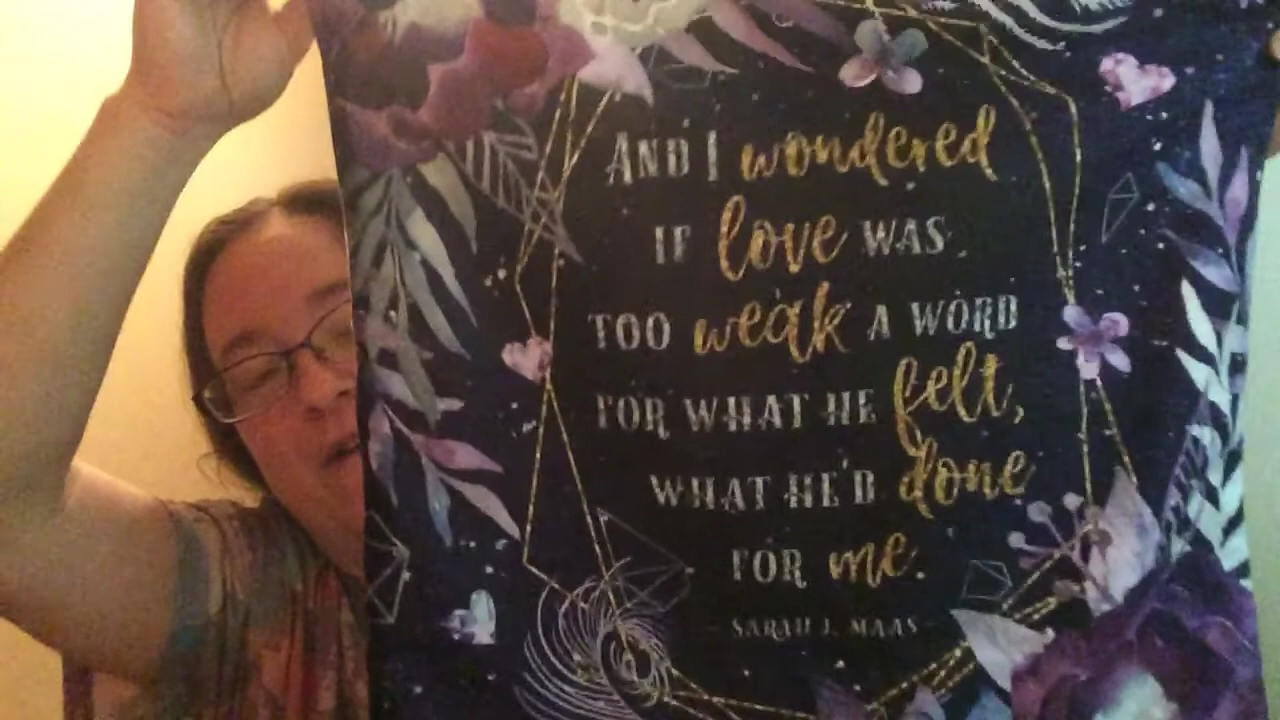 AND I wondered
IF love WAS
TOO weak A WORD
FOR WHAT HE felt,
WHAT HE'D done
FOR me.
- SARAH J. MAAS -